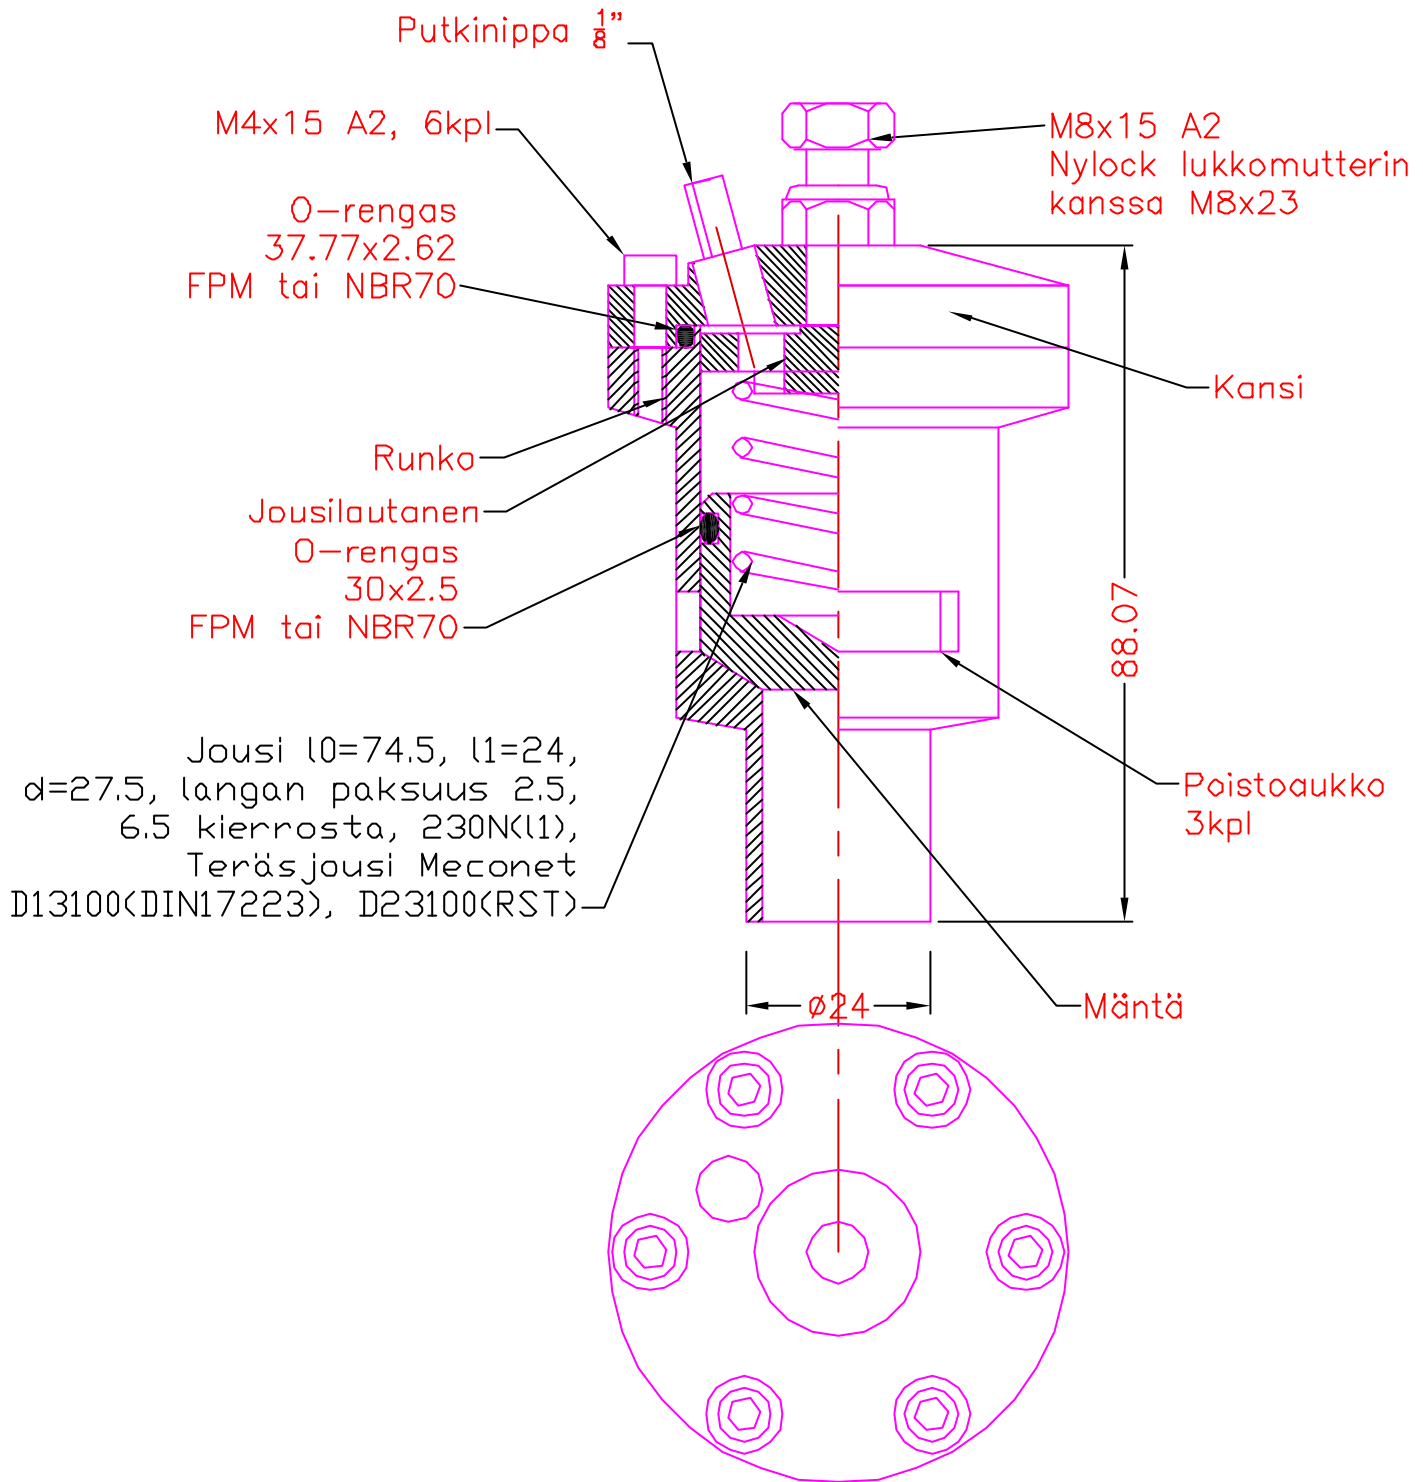 Putkinippa 1/8"
M4x15 A2, 6kpl
M8x15 A2
Nylock lukkomutterin
kanssa M8x23
O-rengas
37.77x2.62
FPM tai NBR70
Kansi
Runko
Jousilautanen
O-rengas
30x2.5
FPM tai NBR70
88.07
Jousi l0=74.5, l1=24,
d=27.5, langan paksuus 2.5,
6.5 kierrosta, 230N(l1),
Teräsjousi Meconet
D13100(DIN17223), D23100(RST)
Poistoaukko
3kpl
Mäntä
ø24